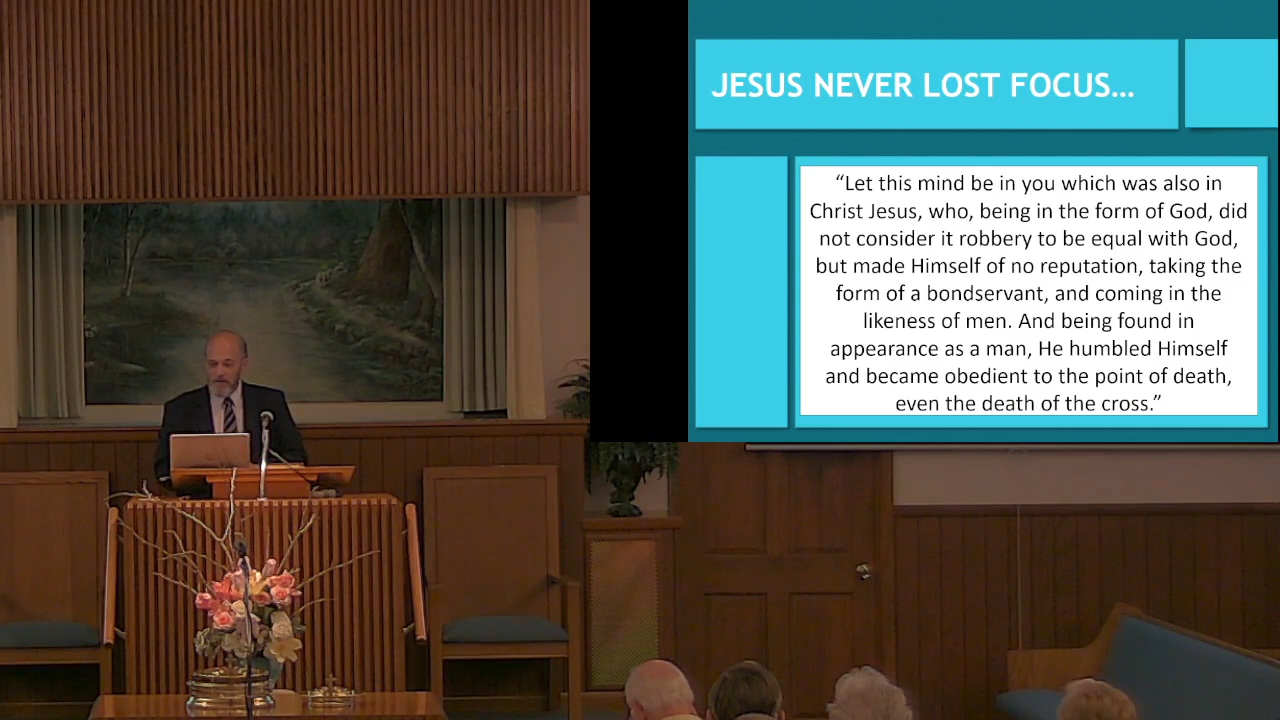 JESUS NEVER LOST FOCUS...
“Let this mind be in you which was also in
Christ Jesus, who, being in the form of God, did
not consider it robbery to be equal with God,
but made Himself of no reputation, taking the
form of a bondservant, and coming in the
likeness of men. And being found in
appearance as a man, He humbled Himself
and became obedient to the point of death,
even the death of the cross.”